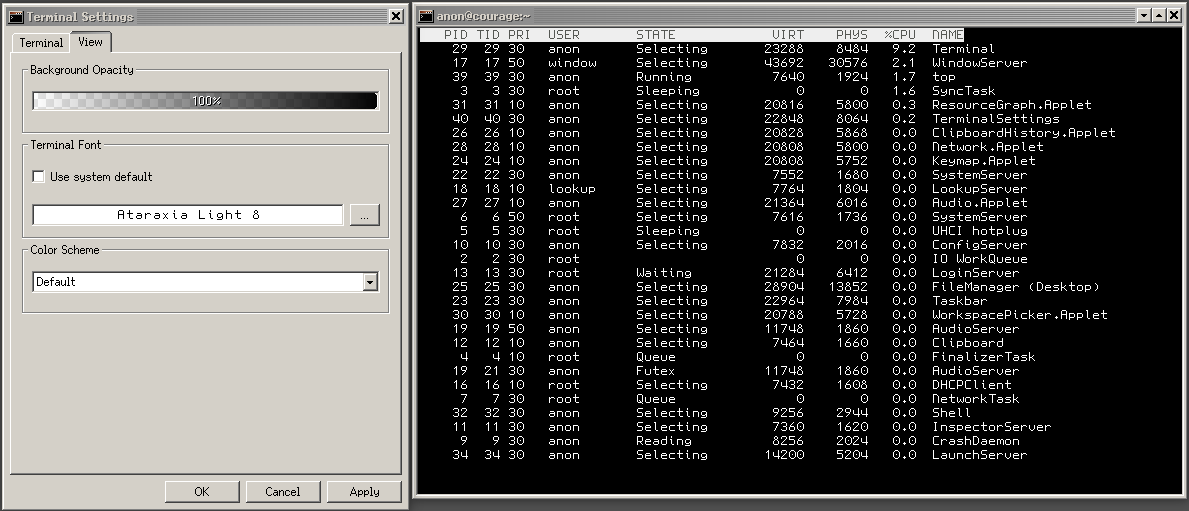 Terminal Settings
Terminal View
Background Opacity
100%
Terminal Font
Use system default
Ataraxia Light 8
...
Color Scheme
Default
OK Cancel Apply
anon@courage:~
PID TID PRI USER STATE VIRT PHYS %CPU NAME
29 29 30 anon Selecting 23288 8484 9.2 Terminal
17 17 50 window Selecting 43692 30576 2.1 WindowServer
39 39 30 anon Running 7640 1924 1.7 top
3 3 30 root Sleeping 0 0 1.6 SyncTask
31 31 10 anon Selecting 20816 5800 0.3 ResourceGraph.Applet
40 40 30 anon Selecting 22848 8064 0.2 TerminalSettings
26 26 10 anon Selecting 20828 5868 0.0 ClipboardHistory.Applet
28 28 10 anon Selecting 20808 5800 0.0 Network.Applet
24 24 10 anon Selecting 20808 5752 0.0 Keymap.Applet
22 22 30 anon Selecting 7552 1680 0.0 SystemServer
18 18 10 lookup Selecting 7764 1804 0.0 LookupServer
27 27 10 anon Selecting 21364 6016 0.0 Audio.Applet
6 6 50 root Selecting 7616 1736 0.0 SystemServer
5 5 30 root Sleeping 0 0 0.0 UHCI hotplug
10 10 30 anon Selecting 7832 2016 0.0 ConfigServer
2 2 30 root 0 0 0.0 IO WorkQueue
13 13 30 root Waiting 21284 6412 0.0 LoginServer
25 25 30 anon Selecting 28904 13852 0.0 FileManager (Desktop)
23 23 30 anon Selecting 22964 7984 0.0 Taskbar
30 30 10 anon Selecting 20788 5728 0.0 WorkspacePicker.Applet
19 19 50 anon Selecting 11748 1860 0.0 AudioServer
12 12 10 anon Selecting 7464 1660 0.0 Clipboard
4 4 10 root Queue 0 0 0.0 FinalizerTask
19 21 30 anon Futex 11748 1860 0.0 AudioServer
16 16 10 root Selecting 7432 1608 0.0 DHCPClient
7 7 30 root Queue 0 0 0.0 NetworkTask
32 32 30 anon Selecting 9256 2944 0.0 Shell
11 11 30 anon Selecting 7360 1620 0.0 InspectorServer
9 9 30 anon Reading 8256 2024 0.0 CrashDaemon
34 34 30 anon Selecting 14200 5204 0.0 LaunchServer